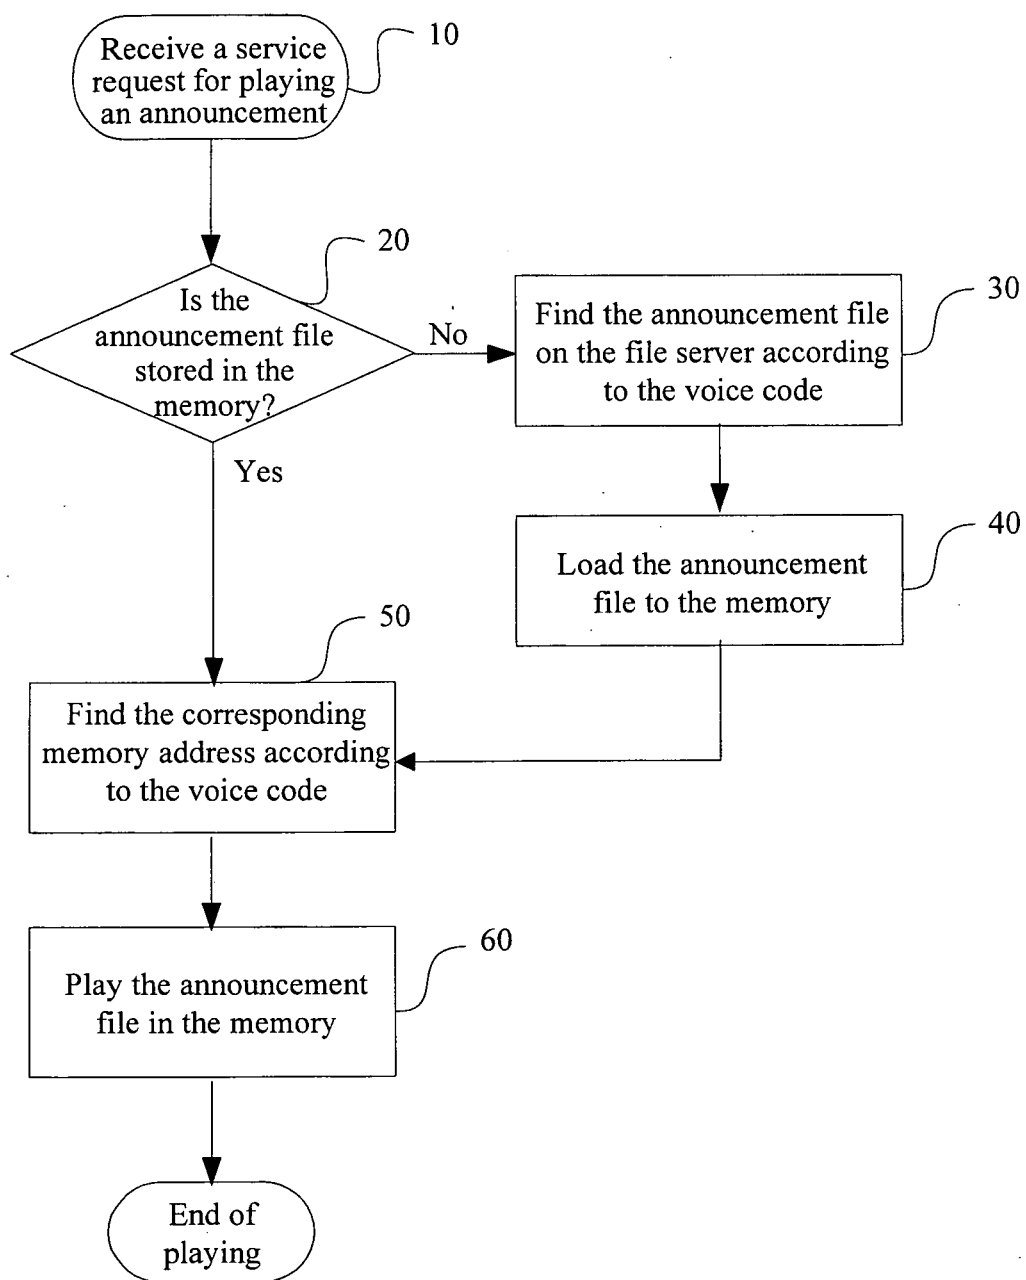 Receive a service
request for playing
an announcement
10
Is the
announcement file
stored in the
memory?
20
No
Yes
Find the announcement file
on the file server according
to the voice code
30
Load the announcement
file to the memory
40
Find the corresponding
memory address according
to the voice code
50
Play the announcement
file in the memory
60
End of
playing